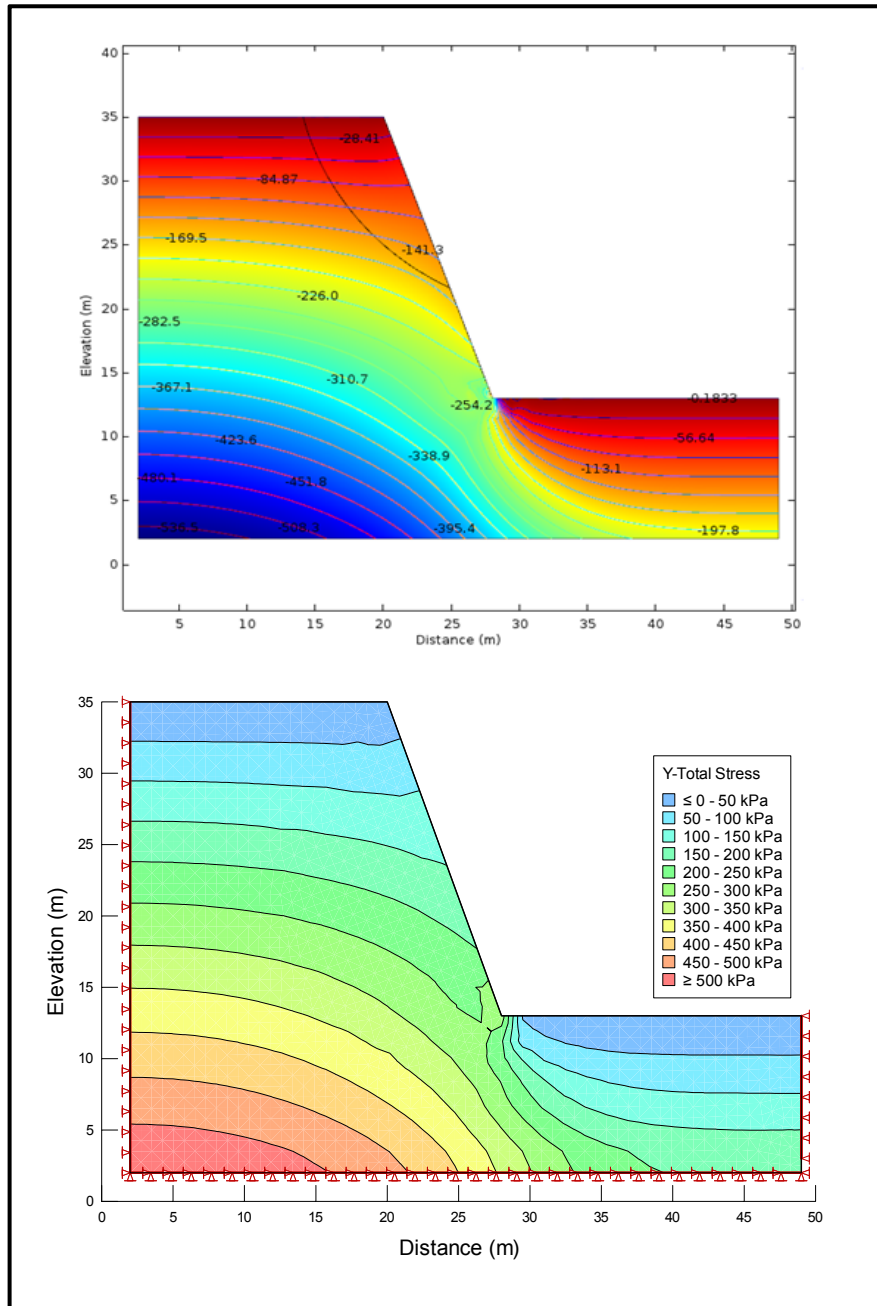 40
35
30
25
20
15
10
5
0
Elevation (m)
-28.41
-84.87
-141.3
-169.5
-226.0
-282.5
-310.7
-367.1
-254.2
-0.1833
-56.64
-423.6
-338.9
-113.1
-480.1
-451.8
-536.5
-508.3
-395.4
-197.8
5 10 15 20 25 30 35 40 45 50
Distance (m)
35
30
25
20
15
10
5
0
Elevation (m)
Y-Total Stress
≤ 0 - 50 kPa
50 - 100 kPa
100 - 150 kPa
150 - 200 kPa
200 - 250 kPa
250 - 300 kPa
300 - 350 kPa
350 - 400 kPa
400 - 450 kPa
450 - 500 kPa
≥ 500 kPa
0 5 10 15 20 25 30 35 40 45 50
Distance (m)